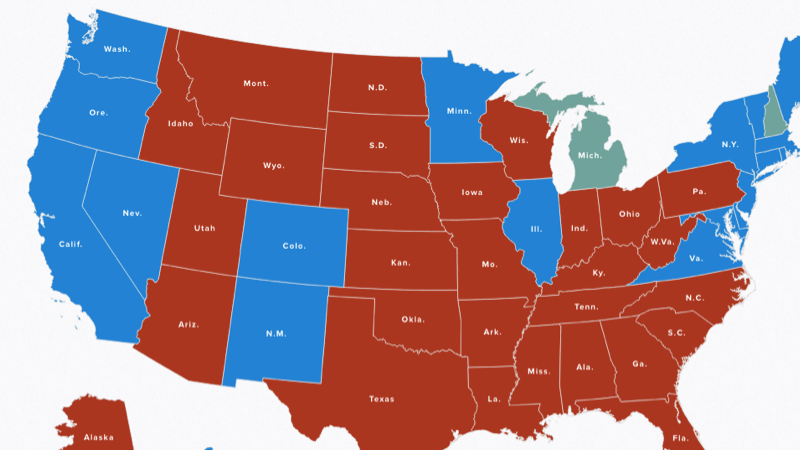 Wash.
Mont.
N.D.
Minn.
Ore.
Idaho
S.D.
Wis.
Mich.
N.Y.
Wyo.
Iowa
Neb.
Pa.
Nev.
Utah
Colo.
Ill.
Ind.
Ohio
W.Va.
Va.
Calif.
Kan.
Mo.
Ky.
N.C.
Ariz.
N.M.
Okla.
Ark.
Tenn.
S.C.
Miss.
Ala.
Ga.
Texas
La.
Alaska
Fla.